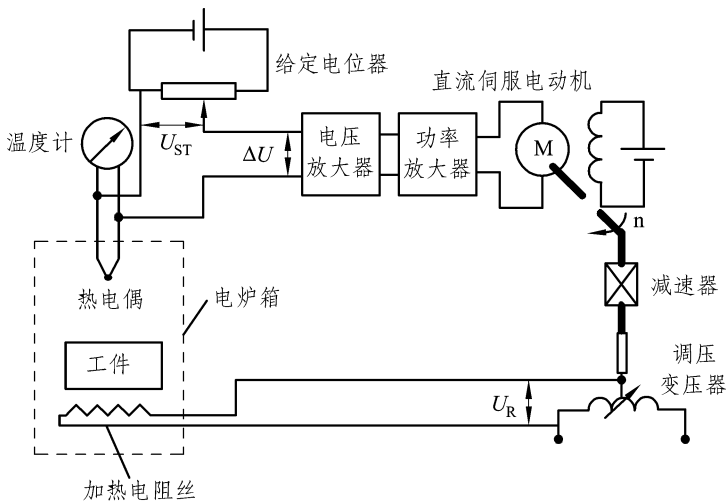 给定电位器
直流伺服电动机
温度计
U_ST
ΔU
电压
放大器
功率
放大器
M
n
热电偶
电炉箱
减速器
工件
调压
变压器
U_R
加热电阻丝